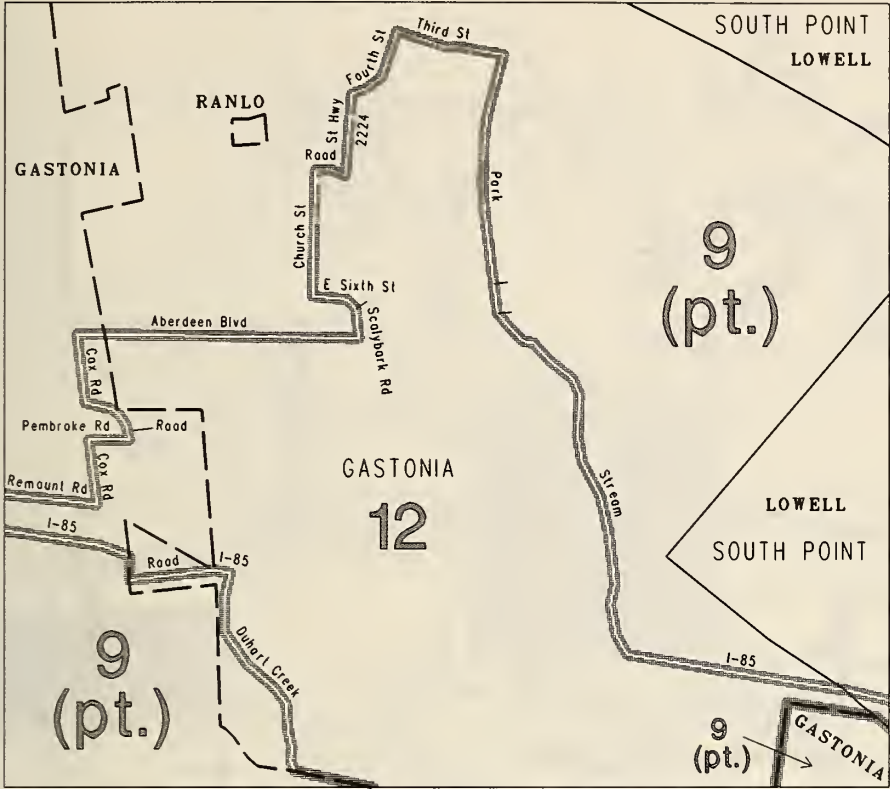 SOUTH POINT
LOWELL
Third St
Fourth St
RANLO
St Hwy
2224
GASTONIA
Road
Park
Church St
9
(pt.)
E Sixth St
Scalybark Rd
Aberdeen Blvd
Cox Rd
Pembroke Rd
Road
Cox Rd
Remount Rd
GASTONIA
12
Stream
LOWELL
SOUTH POINT
I-85
Road
I-85
Duhart Creek
9
(pt.)
I-85
9
(pt.)
GASTONIA